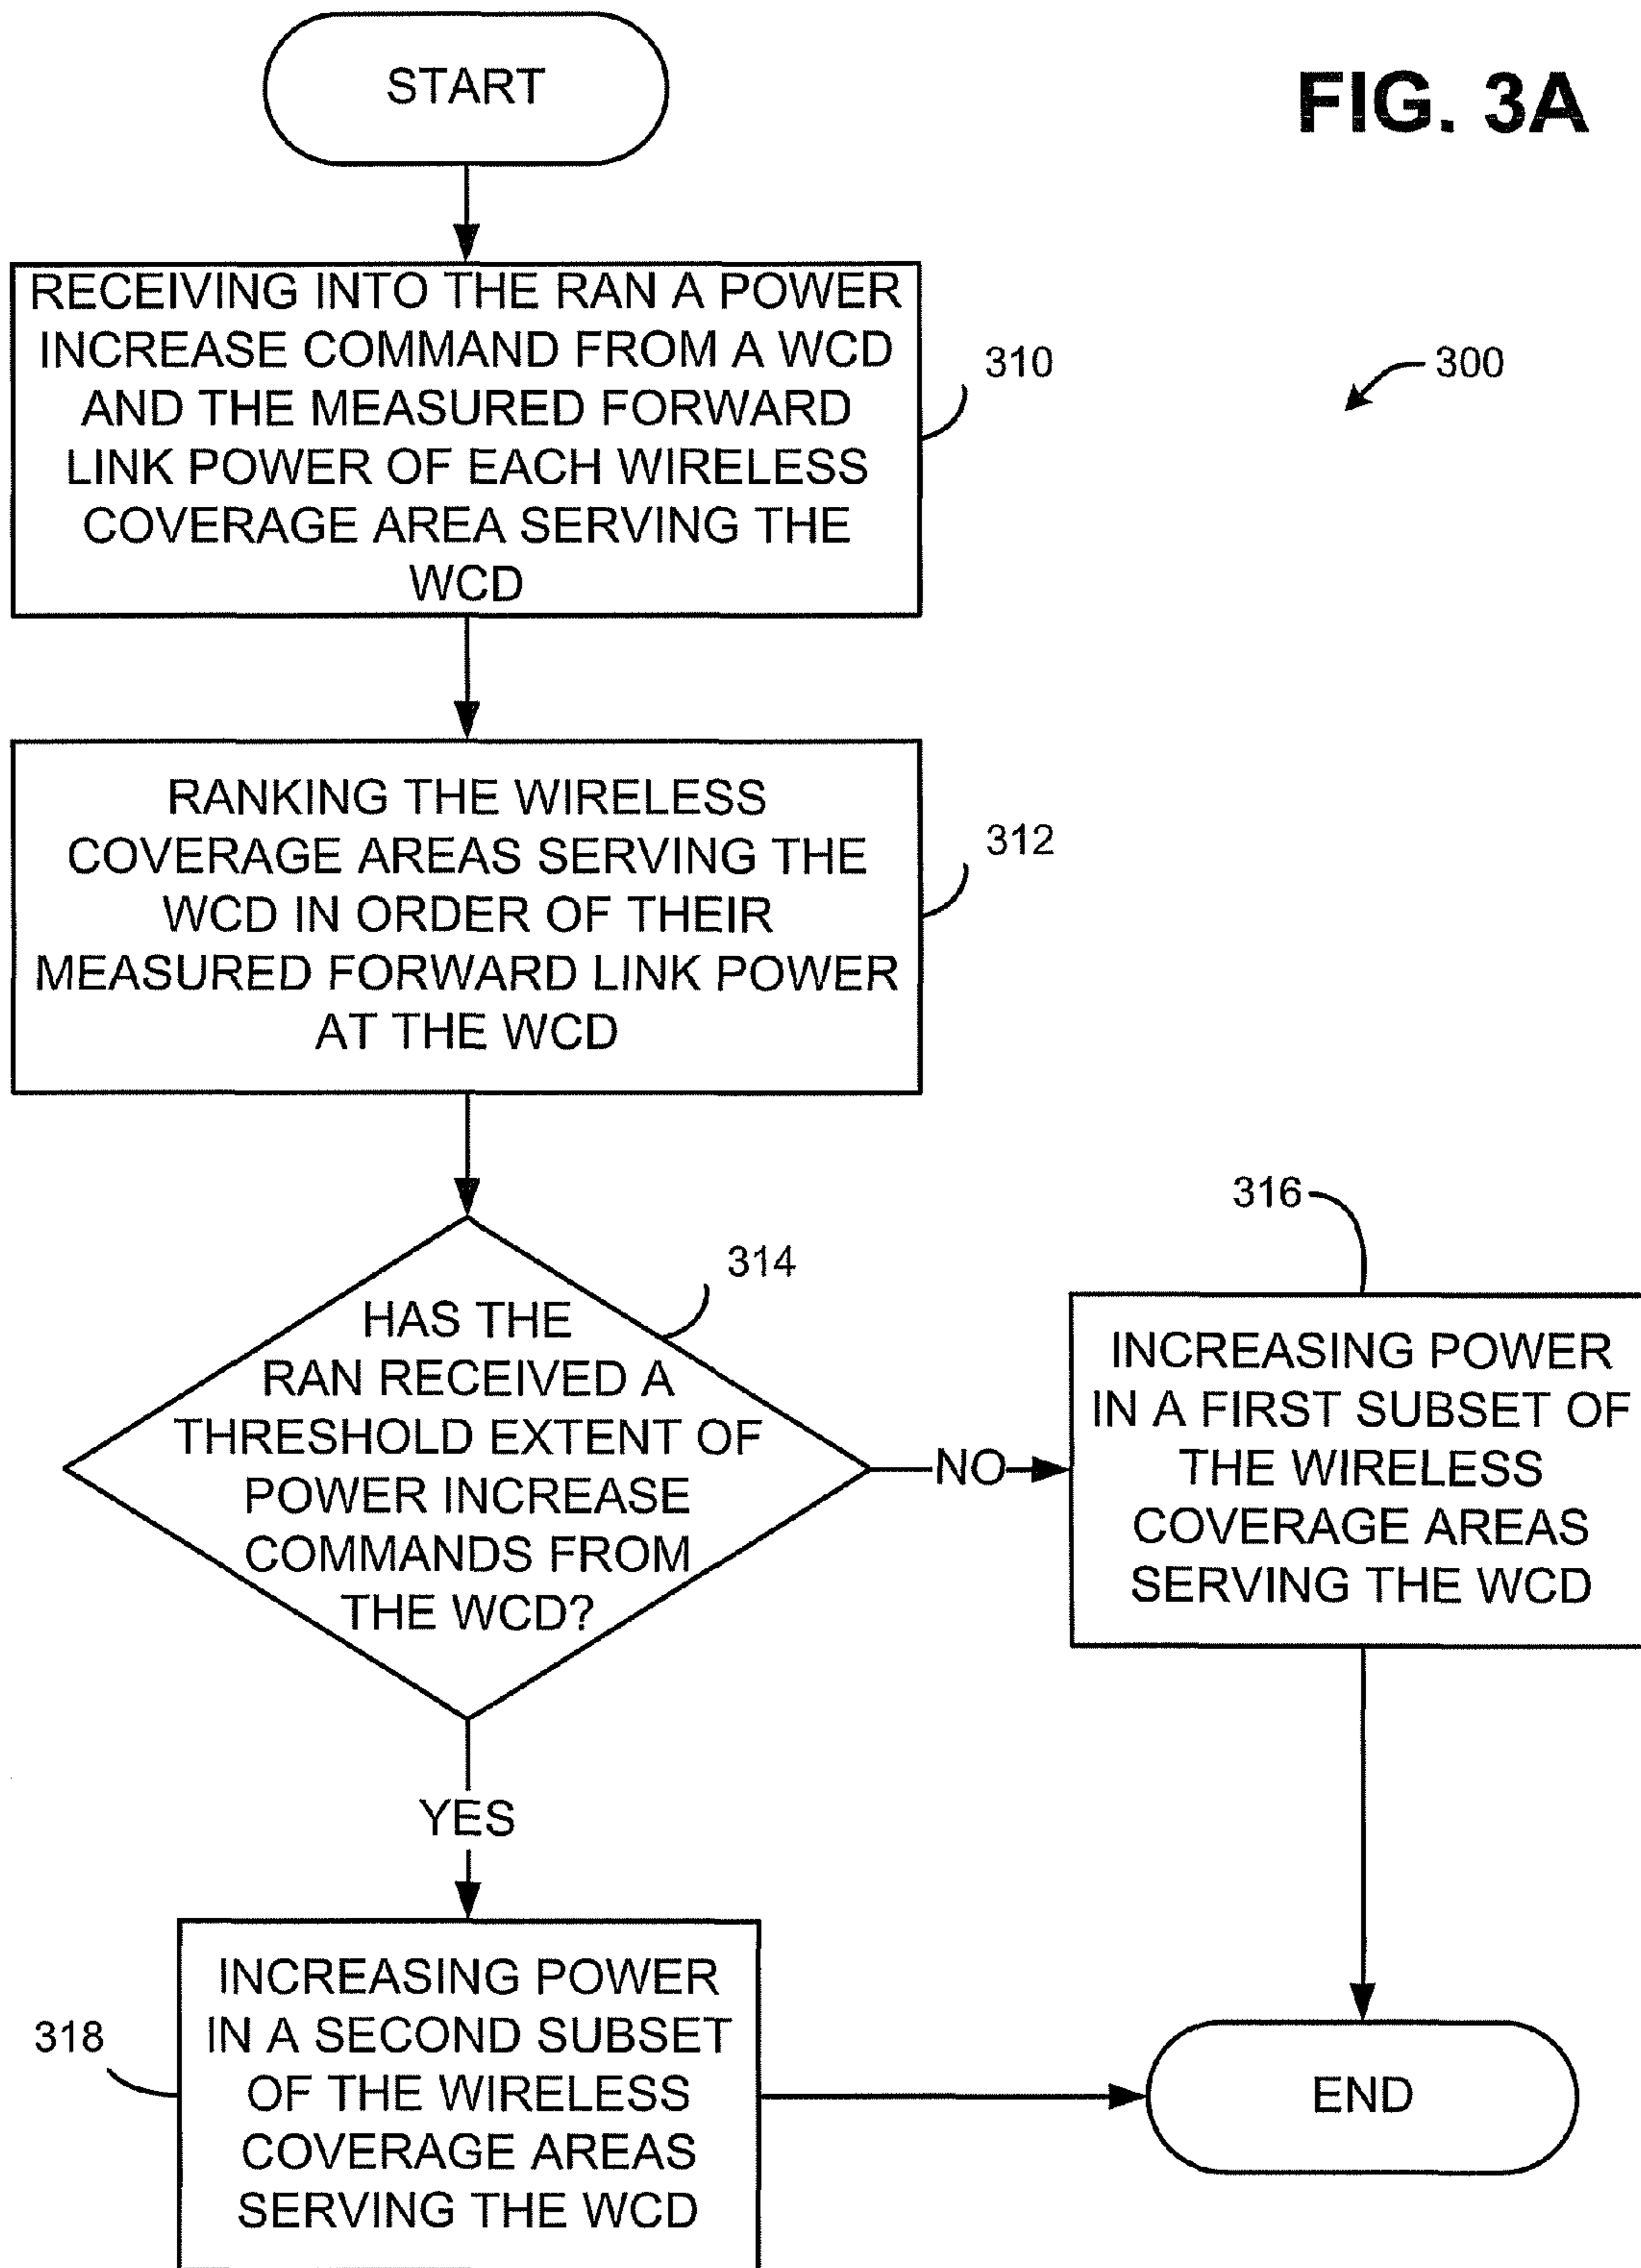 START
FIG. 3A
RECEIVING INTO THE RAN A POWER
INCREASE COMMAND FROM A WCD
AND THE MEASURED FORWARD
LINK POWER OF EACH WIRELESS
COVERAGE AREA SERVING THE
WCD
310
300
RANKING THE WIRELESS
COVERAGE AREAS SERVING THE
WCD IN ORDER OF THEIR
MEASURED FORWARD LINK POWER
AT THE WCD
312
HAS THE
RAN RECEIVED A
THRESHOLD EXTENT OF
POWER INCREASE
COMMANDS FROM
THE WCD?
314
NO
316
INCREASING POWER
IN A FIRST SUBSET OF
THE WIRELESS
COVERAGE AREAS
SERVING THE WCD
YES
318
INCREASING POWER
IN A SECOND SUBSET
OF THE WIRELESS
COVERAGE AREAS
SERVING THE WCD
END